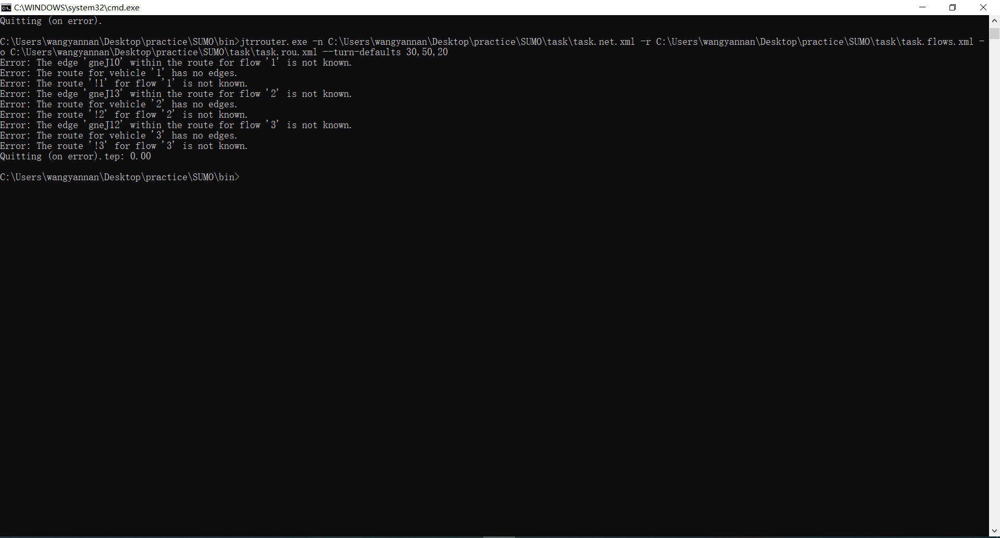 C:\WINDOWS\system32\cmd.exe
Quitting (on error).
C:\Users\wangyannan\Desktop\practice\SUMO\bin>jtrrouter.exe -n C:\Users\wangyannan\Desktop\practice\SUMO\task\task.net.xml -r C:\Users\wangyannan\Desktop\practice\SUMO\task\task.flows.xml -
o C:\Users\wangyannan\Desktop\practice\SUMO\task\task.rou.xml --turn-defaults 30,50,20
Error: The edge 'gneJ10' within the route for flow '1' is not known.
Error: The route for vehicle '1' has no edges.
Error: The route '!1' for flow '1' is not known.
Error: The edge 'gneJ13' within the route for flow '2' is not known.
Error: The route for vehicle '2' has no edges.
Error: The route '!2' for flow '2' is not known.
Error: The edge 'gneJ12' within the route for flow '3' is not known.
Error: The route for vehicle '3' has no edges.
Error: The route '!3' for flow '3' is not known.
Quitting (on error).tep: 0.00
C:\Users\wangyannan\Desktop\practice\SUMO\bin>